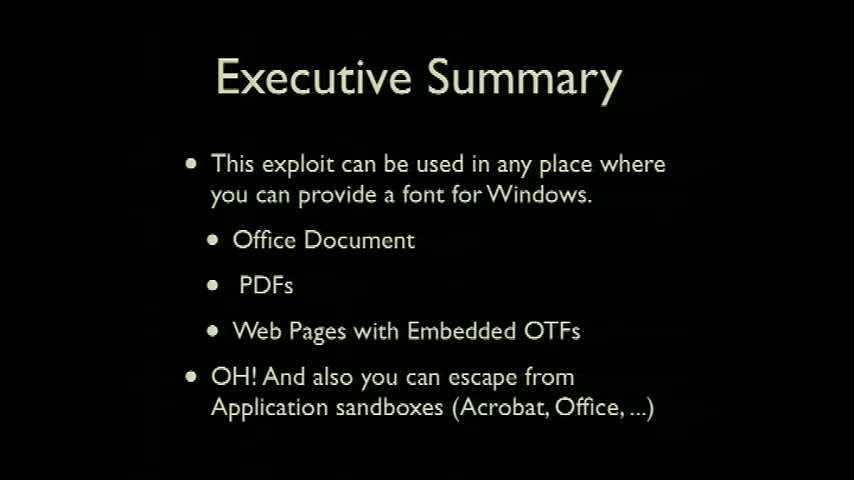 Executive Summary
• This exploit can be used in any place where
you can provide a font for Windows.
• Office Document
• PDFs
• Web Pages with Embedded OTFs
• OH! And also you can escape from
Application sandboxes (Acrobat, Office, ...)